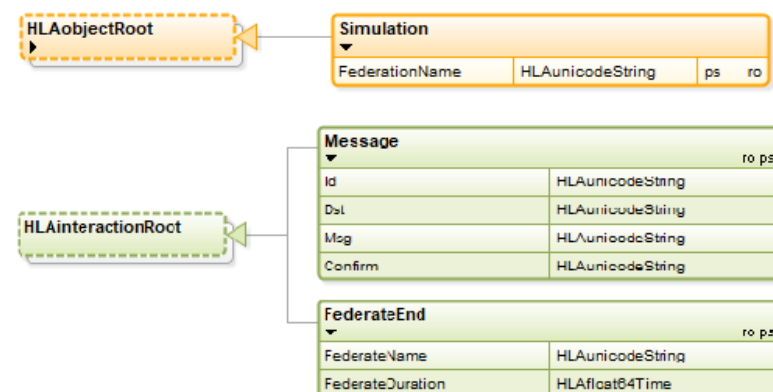 HLAobjectRoot
Simulation
FederationName HLAunicodeString ps ro
Message
ro ps
Id HLAunicodeString
Dst HLAunicodeString
Msg HLAunicodeString
Confirm HLAunicodeString
HLAinteractionRoot
FederateEnd
ro ps
FederateName HLAunicodeString
FederateDuration HLAfloat64Time